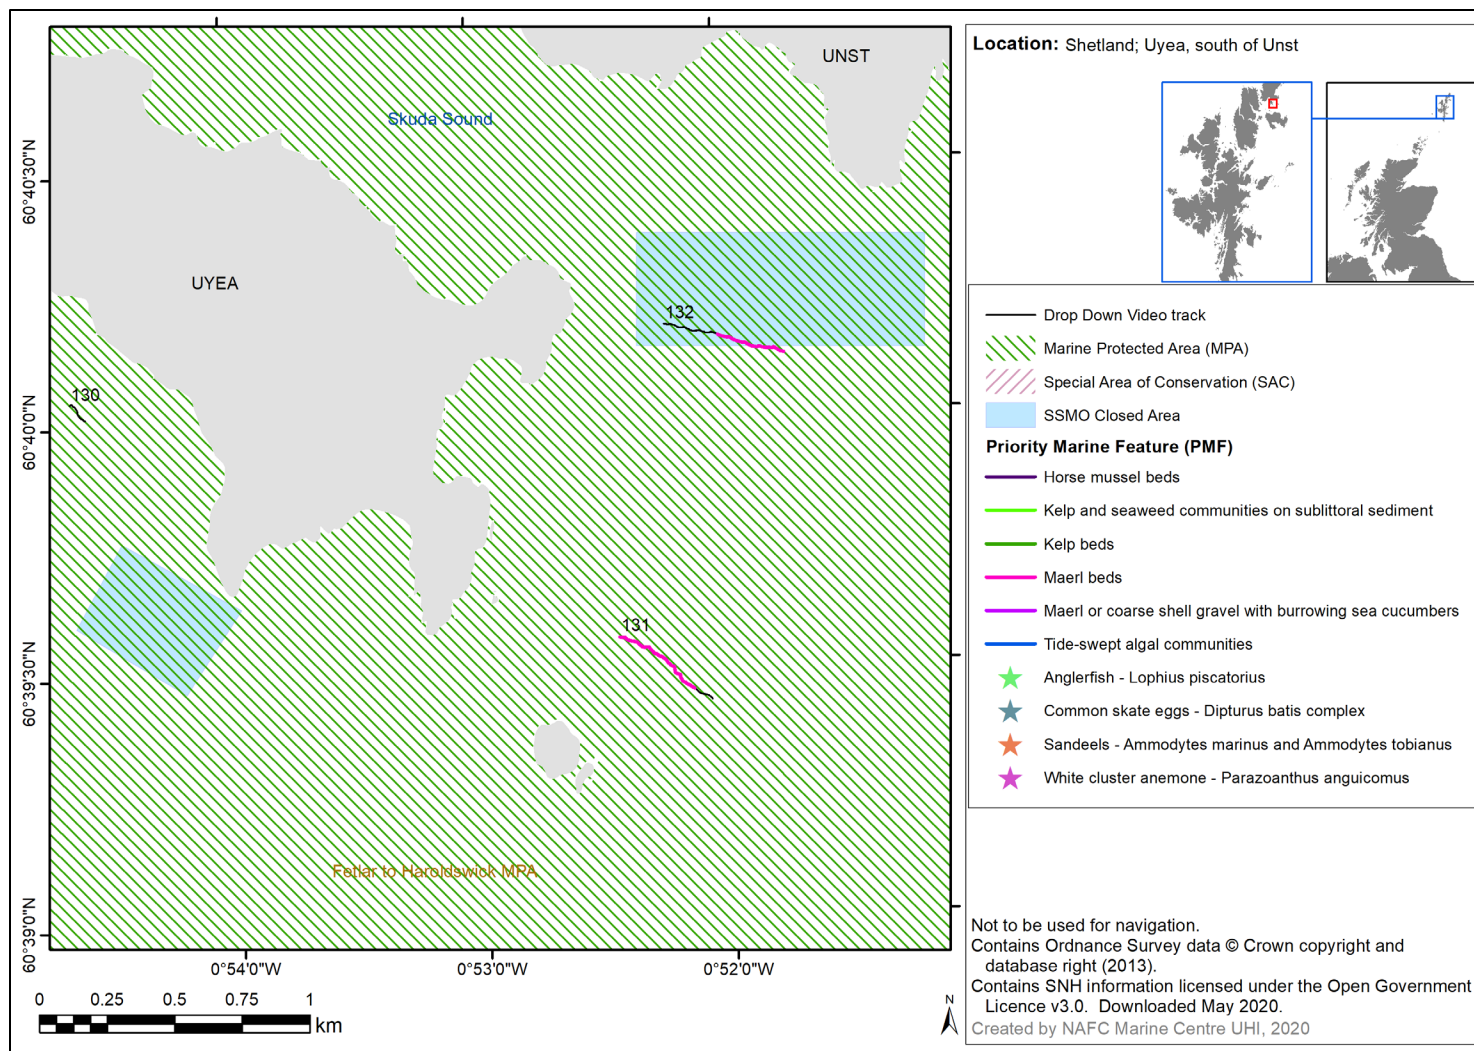 UNST
Skuda Sound
UYEA
132
130
131
Fetlar to Haroldswick MPA
60°40'30"N
60°40'0"N
60°39'30"N
60°39'0"N
0°54'0"W
0°53'0"W
0°52'0"W
0 0.25 0.5 0.75 1
km
N
Location: Shetland; Uyea, south of Unst
Drop Down Video track
Marine Protected Area (MPA)
Special Area of Conservation (SAC)
SSMO Closed Area
Priority Marine Feature (PMF)
Horse mussel beds
Kelp and seaweed communities on sublittoral sediment
Kelp beds
Maerl beds
Maerl or coarse shell gravel with burrowing sea cucumbers
Tide-swept algal communities
Anglerfish - Lophius piscatorius
Common skate eggs - Dipturus batis complex
Sandeels - Ammodytes marinus and Ammodytes tobianus
White cluster anemone - Parazoanthus anguicomus
Not to be used for navigation.
Contains Ordnance Survey data © Crown copyright and
database right (2013).
Contains SNH information licensed under the Open Government
Licence v3.0.  Downloaded May 2020.
Created by NAFC Marine Centre UHI, 2020